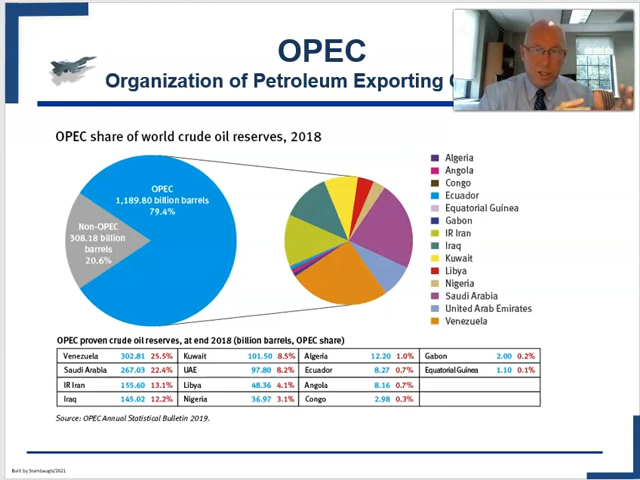 OPEC
Organization of Petroleum Exporting
OPEC share of world crude oil reserves, 2018
OPEC
1,189.80 billion barrels
79.4%
Non-OPEC
308.18 billion
barrels
20.6%
Algeria
Angola
Congo
Ecuador
Equatorial Guinea
Gabon
IR Iran
Iraq
Kuwait
Libya
Nigeria
Saudi Arabia
United Arab Emirates
Venezuela
OPEC proven crude oil reserves, at end 2018 (billion barrels, OPEC share)
Venezuela 302.81 25.5% Kuwait 101.50 8.5% Algeria 12.20 1.0% Gabon 2.00 0.2%
Saudi Arabia 267.03 22.4% UAE 97.80 8.2% Ecuador 8.27 0.7% Equatorial Guinea 1.10 0.1%
IR Iran 155.60 13.1% Libya 48.36 4.1% Angola 8.16 0.7%
Iraq 145.02 12.2% Nigeria 36.97 3.1% Congo 2.98 0.3%
Source: OPEC Annual Statistical Bulletin 2019.
Built by Stambaugh/2021